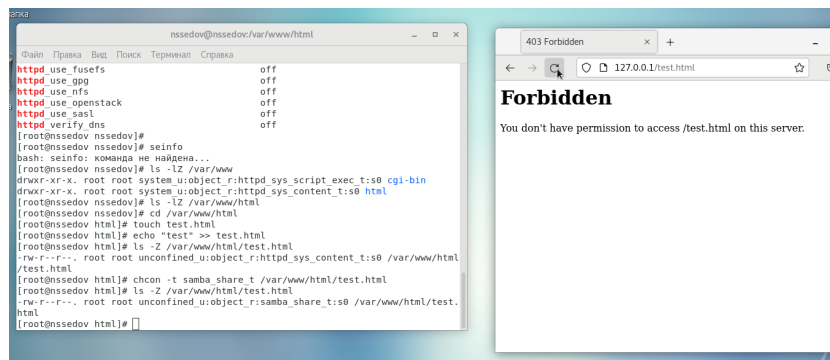 nssedov@nssedov:/var/www/html
Файл Правка Вид Поиск Терминал Справка
httpd_use_fusefs off
httpd_use_gpg off
httpd_use_nfs off
httpd_use_openstack off
httpd_use_sasl off
httpd_verify_dns off
[root@nssedov nssedov]#
[root@nssedov nssedov]# seinfo
bash: seinfo: команда не найдена...
[root@nssedov nssedov]# ls -lZ /var/www
drwxr-xr-x. root root system_u:object_r:httpd_sys_script_exec_t:s0 cgi-bin
drwxr-xr-x. root root system_u:object_r:httpd_sys_content_t:s0 html
[root@nssedov nssedov]# ls -lZ /var/www/html
[root@nssedov nssedov]# cd /var/www/html
[root@nssedov html]# touch test.html
[root@nssedov html]# echo "test" >> test.html
[root@nssedov html]# ls -Z /var/www/html/test.html
-rw-r--r--. root root unconfined_u:object_r:httpd_sys_content_t:s0 /var/www/html
/test.html
[root@nssedov html]# chcon -t samba_share_t /var/www/html/test.html
[root@nssedov html]# ls -Z /var/www/html/test.html
-rw-r--r--. root root unconfined_u:object_r:samba_share_t:s0 /var/www/html/test.
html
[root@nssedov html]#
403 Forbidden
127.0.0.1/test.html
Forbidden
You don't have permission to access /test.html on this server.